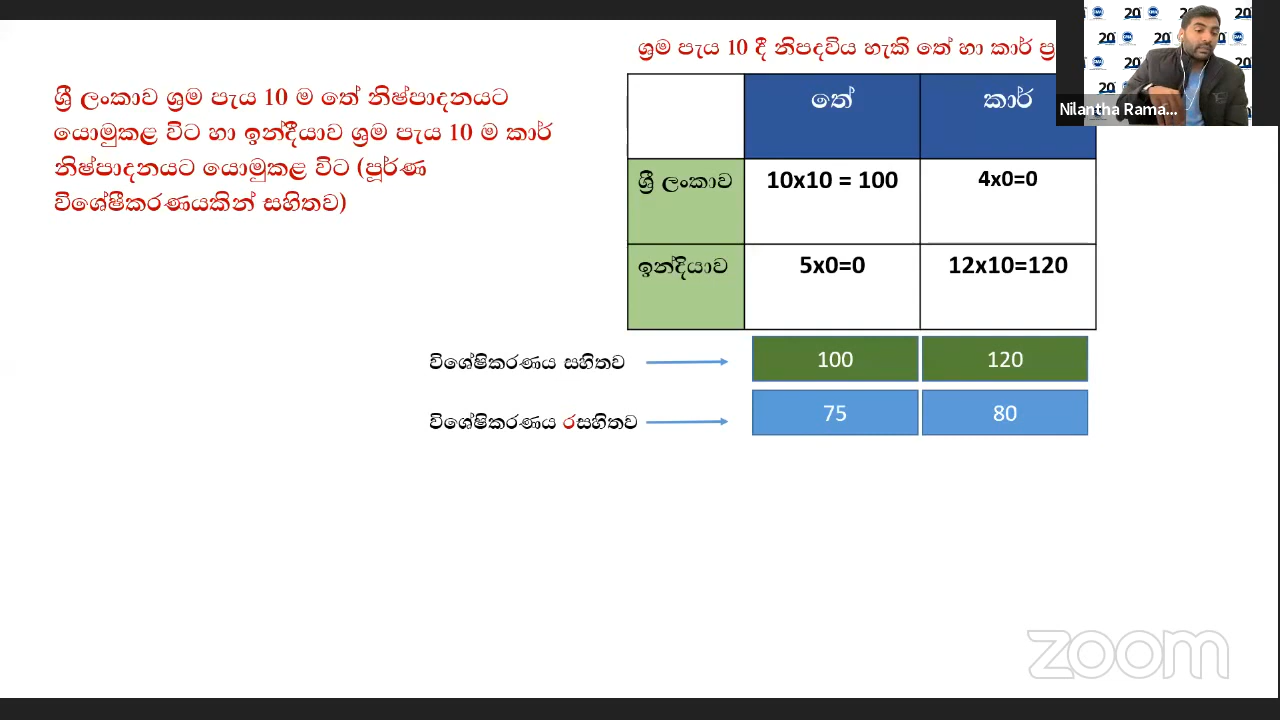 ශ්‍රම පැය 10 දී නිපදවිය හැකි තේ හා කාර් ප්‍ර
ශ්‍රී ලංකාව ශ්‍රම පැය 10 ම තේ නිෂ්පාදනයට
යොමුකළ විට හා ඉන්දීයාව ශ්‍රම පැය 10 ම කාර්
නිෂ්පාදනයට යොමුකළ විට (පූර්ණ
විශේෂීකරණයකින් සහිතව)
තේ කාර්
ශ්‍රී ලංකාව 10x10 = 100 4x0=0
ඉන්දියාව 5x0=0 12x10=120
විශේෂිකරණය සහිතව 100 120
විශේෂිකරණය රසහිතව 75 80
Nilantha Rama...
20
zoom